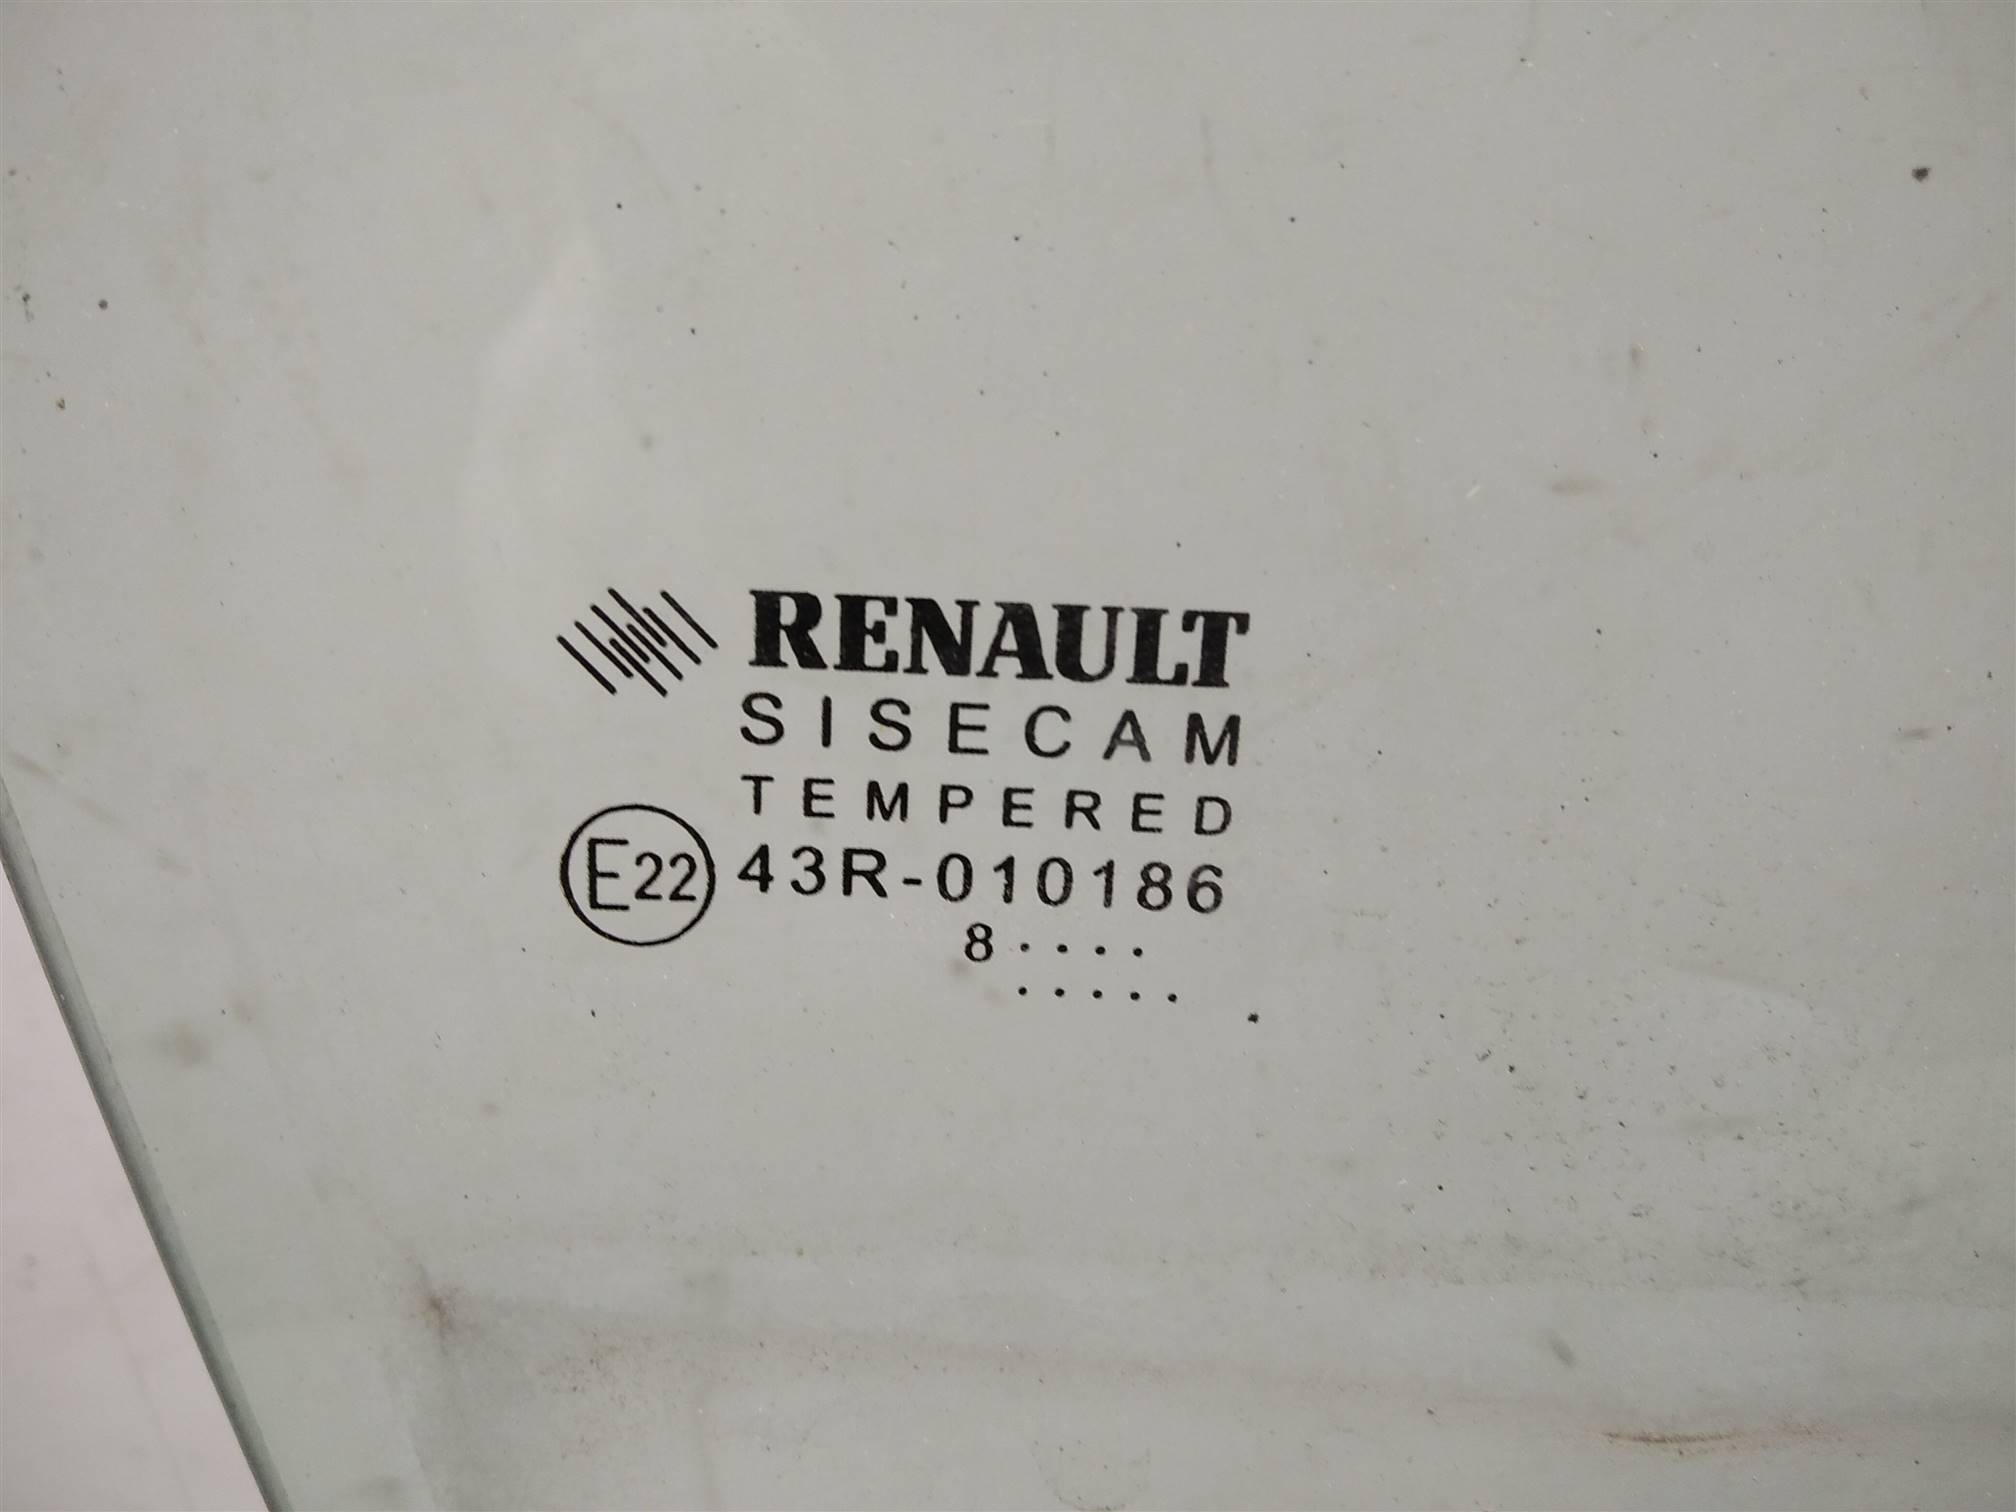 RENAULT
SISECAM
TEMPERED
E22 43R-010186
8....
.....